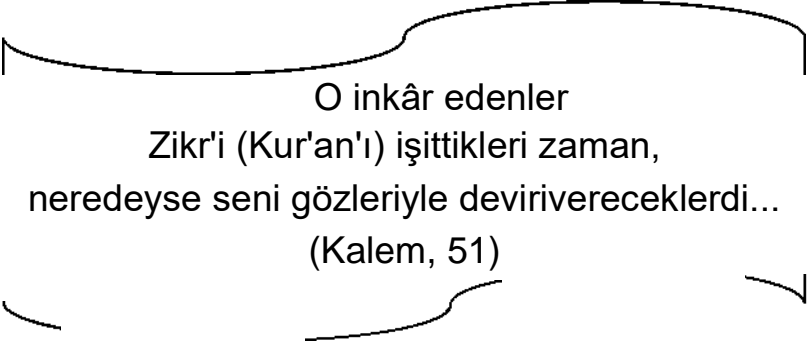 O inkâr edenler
Zikr'i (Kur'an'ı) işittikleri zaman,
neredeyse seni gözleriyle devirivereceklerdi...
(Kalem, 51)